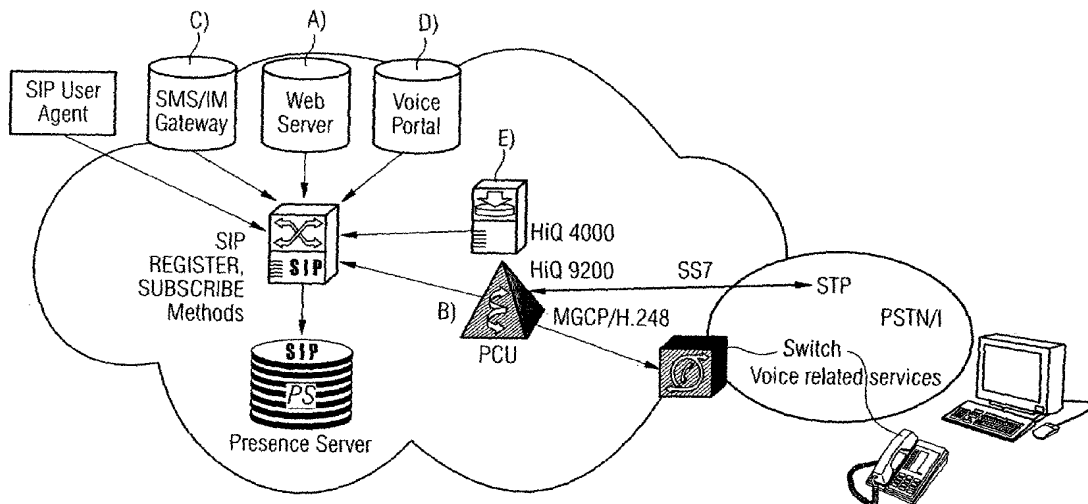 C)
A)
D)
SIP User
Agent
SMS/IM
Gateway
Web
Server
Voice
Portal
E)
HiQ 4000
SIP
SIP
REGISTER,
SUBSCRIBE
Methods
HiQ 9200
SS7
STP
B)
MGCP/H.248
PSTN/I
PCU
Switch
Voice related services
SIP
PS
Presence Server